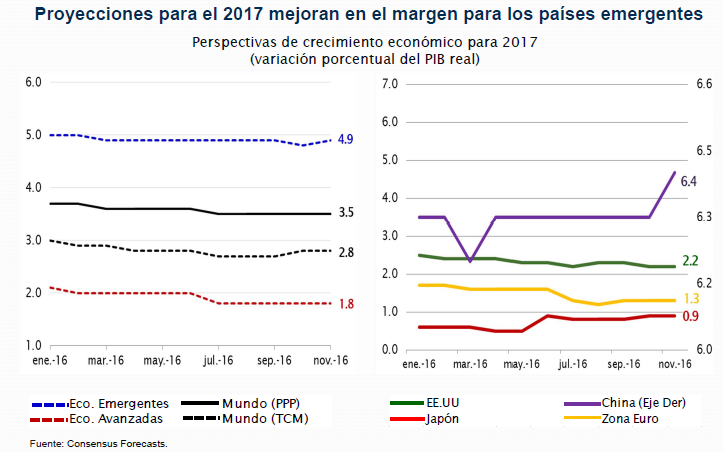 Proyecciones para el 2017 mejoran en el margen para los países emergentes
Perspectivas de crecimiento económico para 2017
(variación porcentual del PIB real)
6.0
5.0
4.0
3.0
2.0
1.0
4.9
3.5
2.8
1.8
ene.-16 mar.-16 may.-16 jul.-16 sep.-16 nov.-16
Eco. Emergentes Mundo (PPP)
Eco. Avanzadas Mundo (TCM)
7.0
6.0
5.0
4.0
3.0
2.0
1.0
0.0
6.6
6.5
6.3
6.2
6.0
6.4
2.2
1.3
0.9
ene.-16 mar.-16 may.-16 jul.-16 sep.-16 nov.-16
EE.UU China (Eje Der)
Japón Zona Euro
Fuente: Consensus Forecasts.